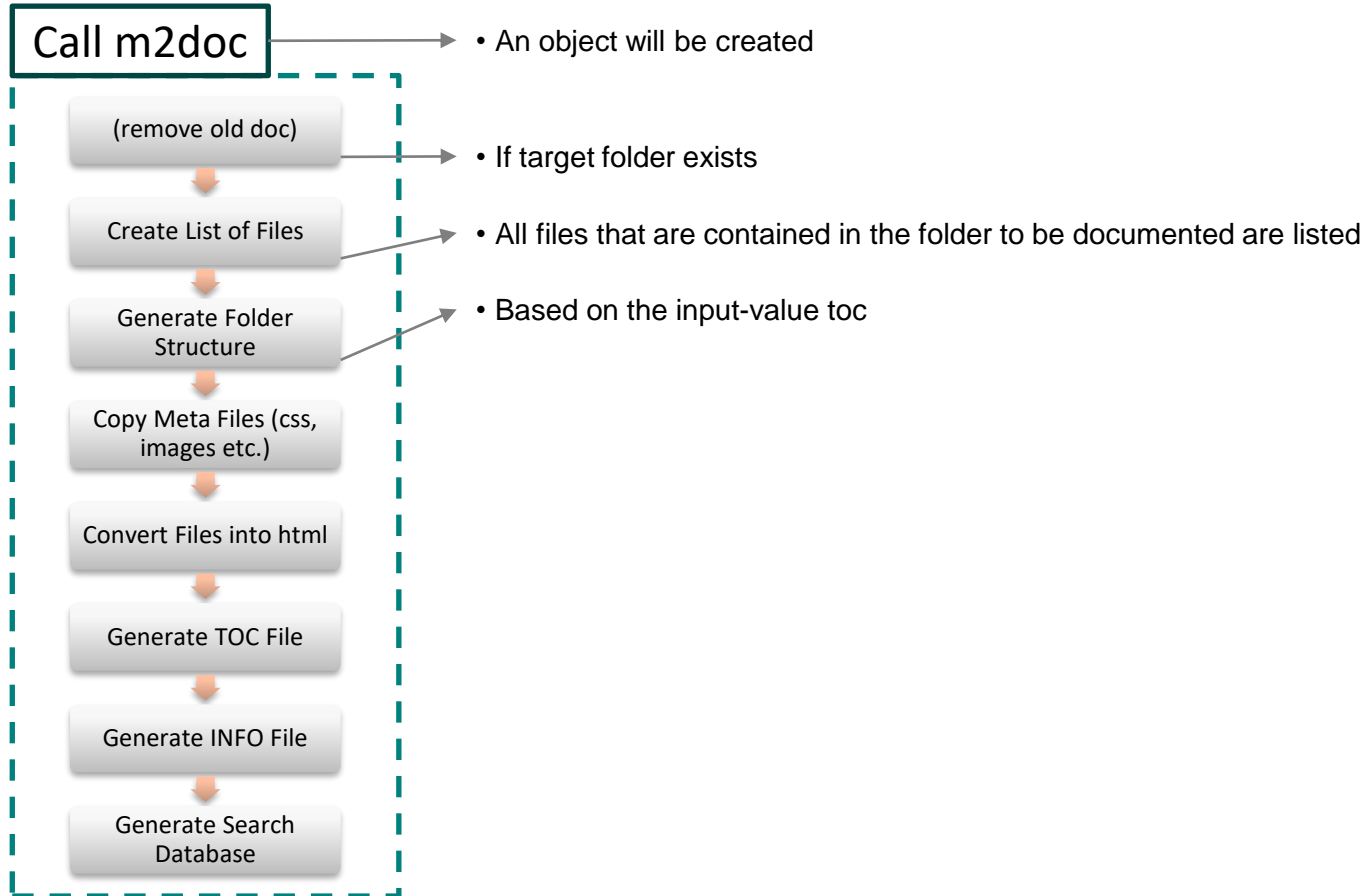 Call m2doc
• An object will be created
(remove old doc)
• If target folder exists
Create List of Files
• All files that are contained in the folder to be documented are listed
Generate Folder
Structure
• Based on the input-value toc
Copy Meta Files (css,
images etc.)
Convert Files into html
Generate TOC File
Generate INFO File
Generate Search
Database